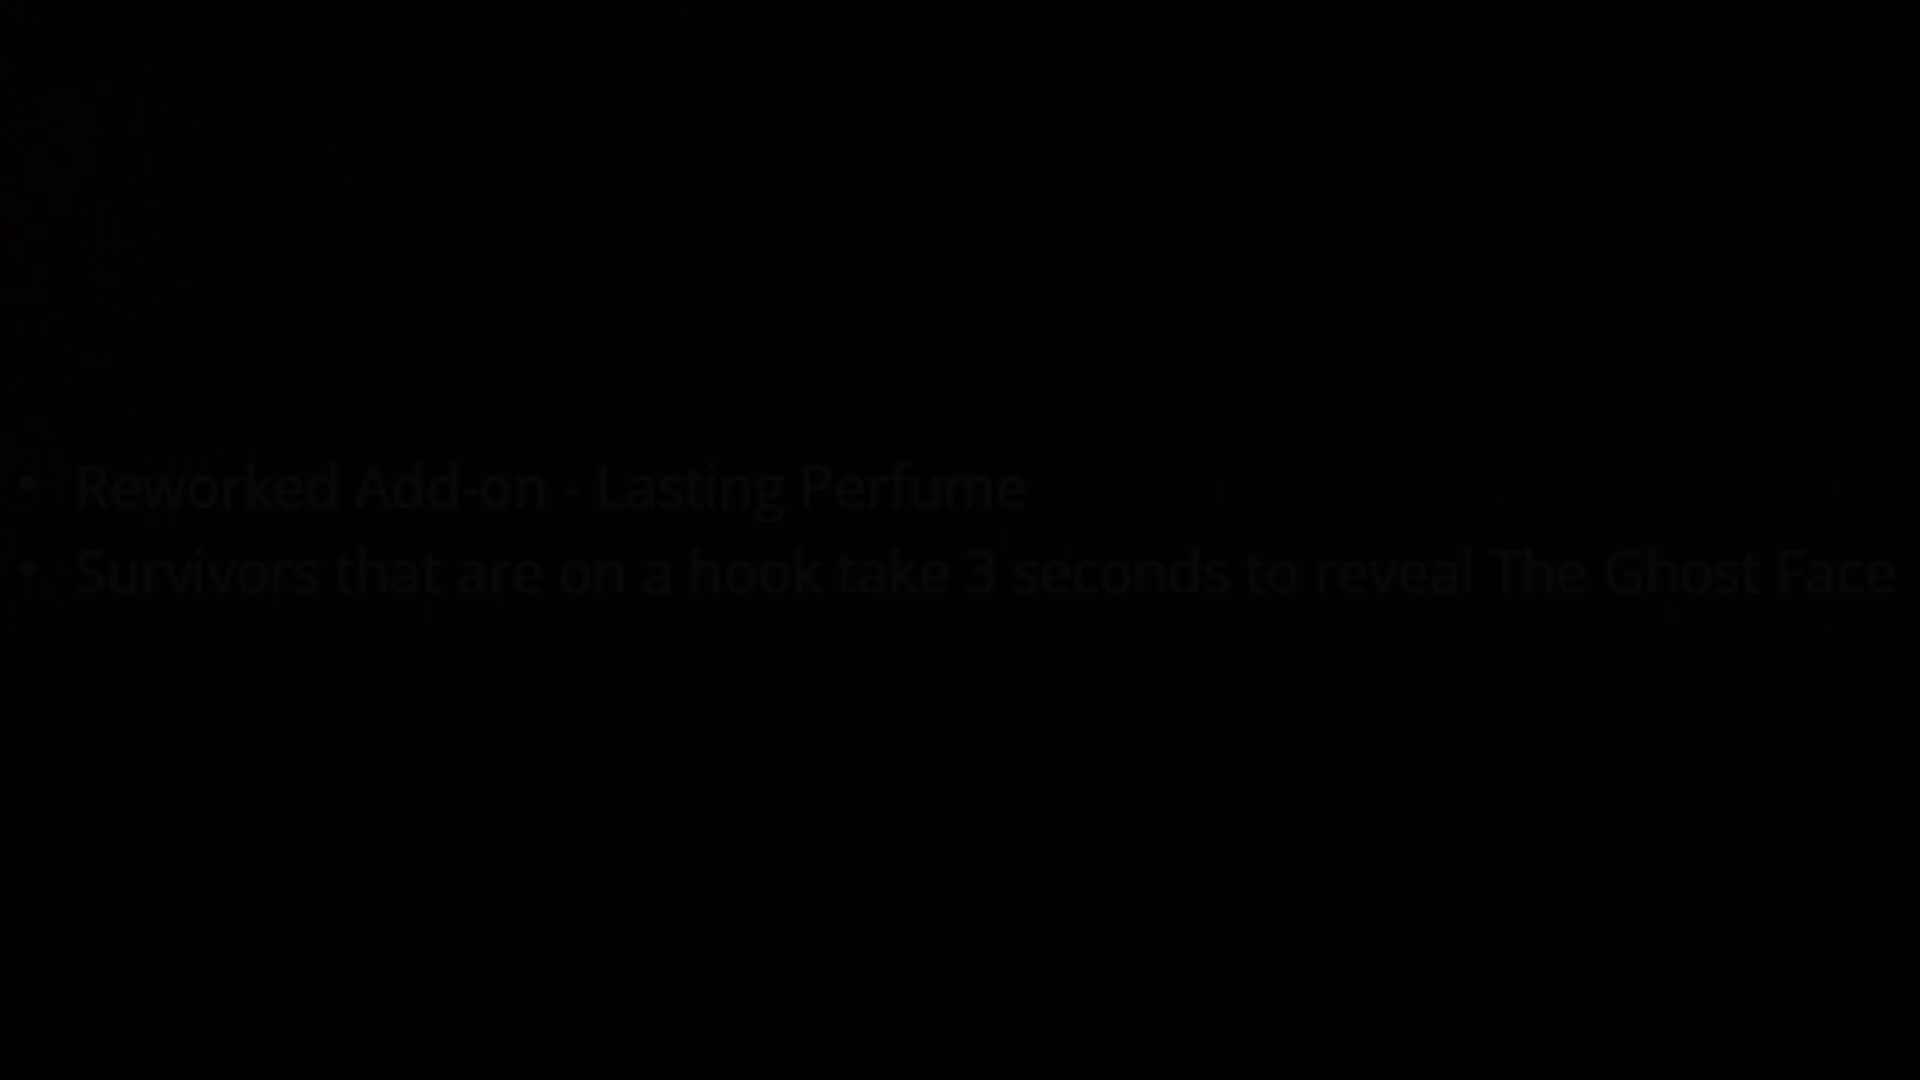 • Reworked Add-on - Lasting Perfume
• Survivors that are on a hook take 3 seconds to reveal The Ghost Face